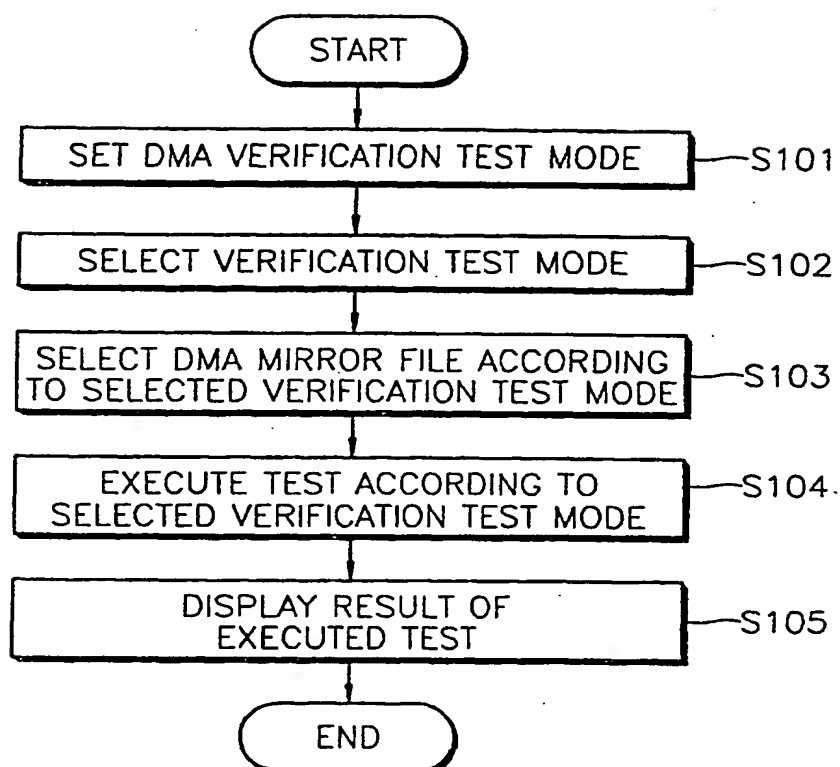 START
SET DMA VERIFICATION TEST MODE
S101
SELECT VERIFICATION TEST MODE
S102
SELECT DMA MIRROR FILE ACCORDING
TO SELECTED VERIFICATION TEST MODE
S103
EXECUTE TEST ACCORDING TO
SELECTED VERIFICATION TEST MODE
S104
DISPLAY RESULT OF
EXECUTED TEST
S105
END